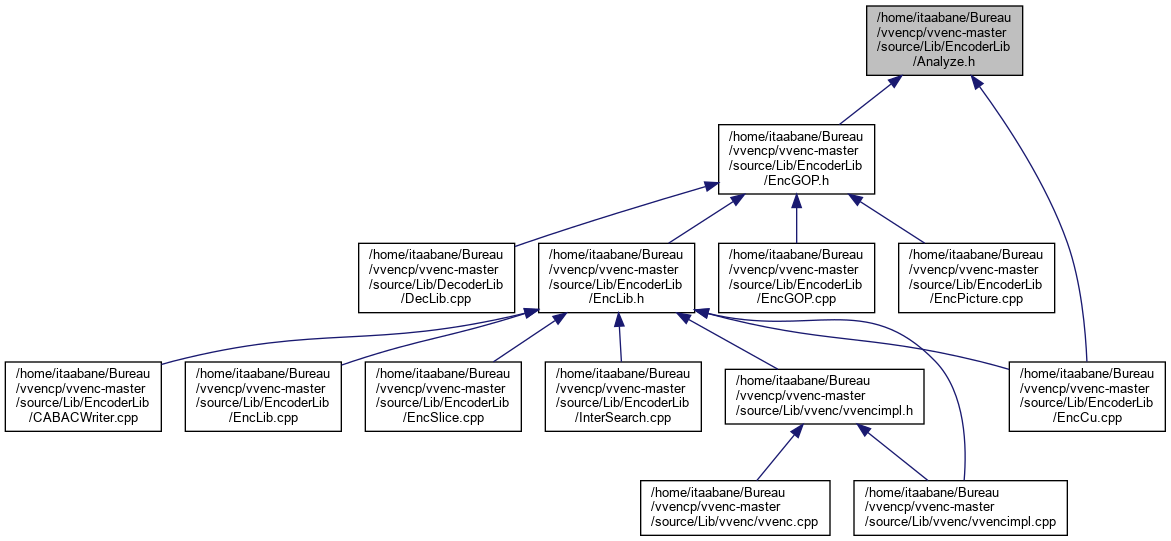 /home/itaabane/Bureau
/vvencp/vvenc-master
/source/Lib/EncoderLib
/Analyze.h
/home/itaabane/Bureau
/vvencp/vvenc-master
/source/Lib/EncoderLib
/EncGOP.h
/home/itaabane/Bureau
/vvencp/vvenc-master
/source/Lib/DecoderLib
/DecLib.cpp
/home/itaabane/Bureau
/vvencp/vvenc-master
/source/Lib/EncoderLib
/EncLib.h
/home/itaabane/Bureau
/vvencp/vvenc-master
/source/Lib/EncoderLib
/EncGOP.cpp
/home/itaabane/Bureau
/vvencp/vvenc-master
/source/Lib/EncoderLib
/EncPicture.cpp
/home/itaabane/Bureau
/vvencp/vvenc-master
/source/Lib/EncoderLib
/CABACWriter.cpp
/home/itaabane/Bureau
/vvencp/vvenc-master
/source/Lib/EncoderLib
/EncLib.cpp
/home/itaabane/Bureau
/vvencp/vvenc-master
/source/Lib/EncoderLib
/EncSlice.cpp
/home/itaabane/Bureau
/vvencp/vvenc-master
/source/Lib/EncoderLib
/InterSearch.cpp
/home/itaabane/Bureau
/vvencp/vvenc-master
/source/Lib/vvenc/vvencimpl.h
/home/itaabane/Bureau
/vvencp/vvenc-master
/source/Lib/EncoderLib
/EncCu.cpp
/home/itaabane/Bureau
/vvencp/vvenc-master
/source/Lib/vvenc/vvenc.cpp
/home/itaabane/Bureau
/vvencp/vvenc-master
/source/Lib/vvenc/vvencimpl.cpp